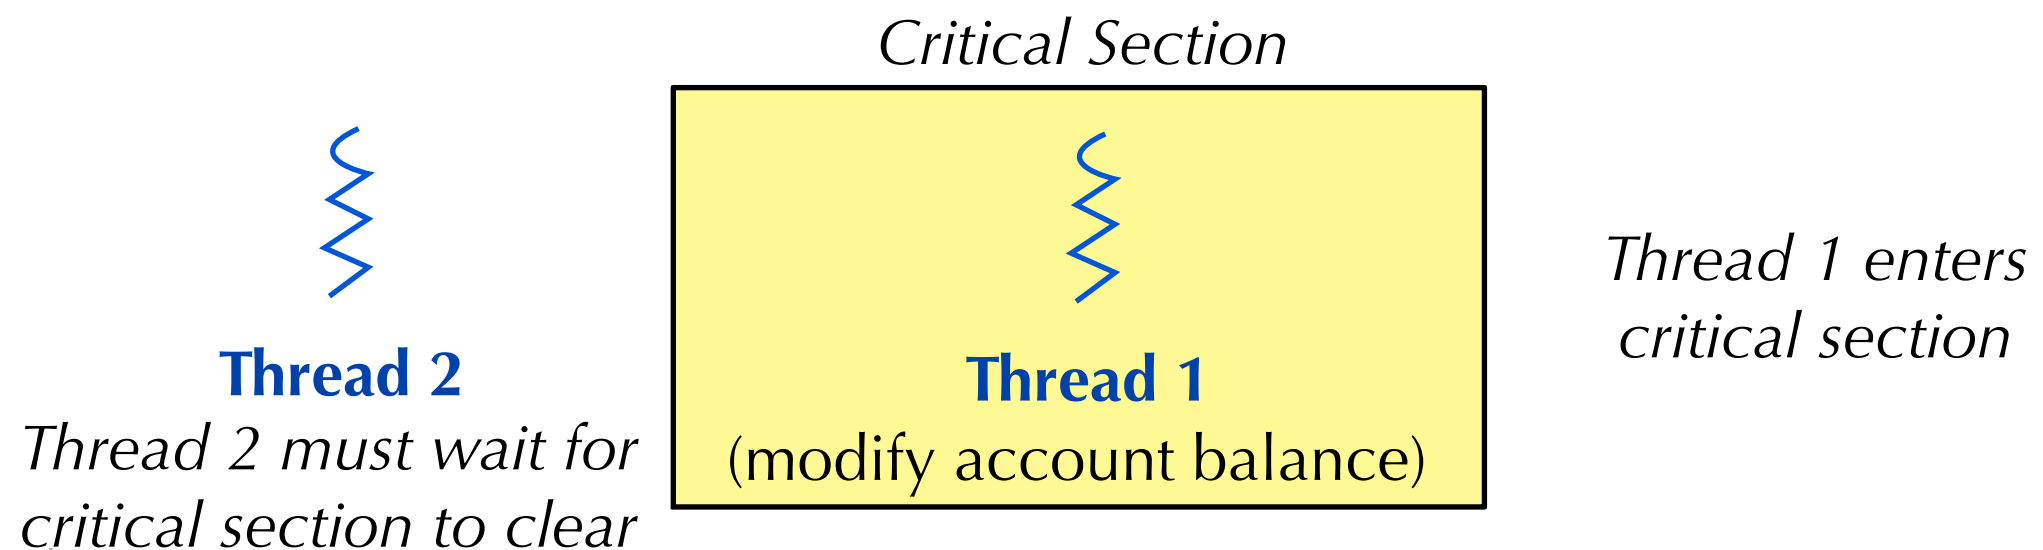 Critical Section
Thread 2
Thread 2 must wait for
critical section to clear
Thread 1
(modify account balance)
Thread 1 enters
critical section